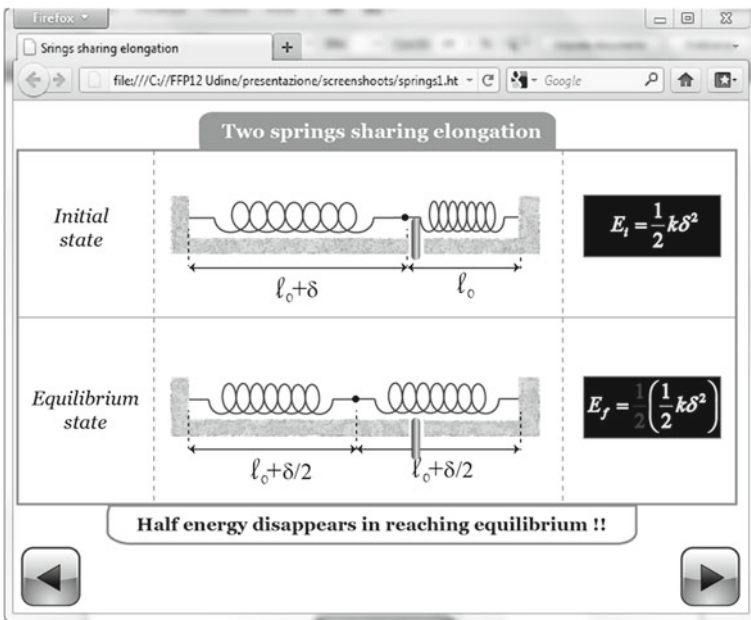 Firefox
Srings sharing elongation
file:///C://FFP12 Udine/presentazione/screenshoots/springs1.ht
Google
Two springs sharing elongation
Initial
state
ℓ₀+δ
ℓ₀
Eᵢ = 1/2 kδ²
Equilibrium
state
ℓ₀+δ/2
ℓ₀+δ/2
E_f = 1/2 (1/2 kδ²)
Half energy disappears in reaching equilibrium !!